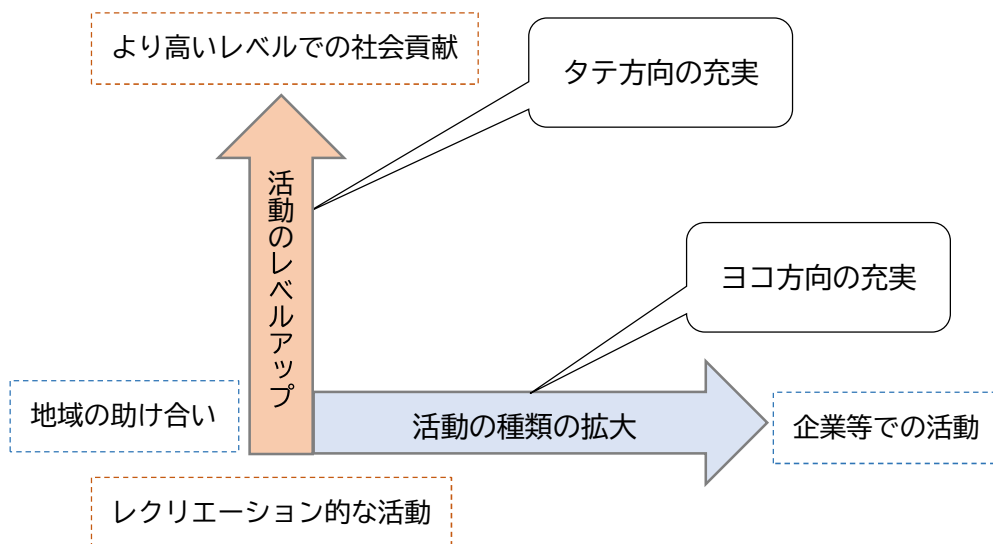 より高いレベルでの社会貢献
タテ方向の充実
活動のレベルアップ
ヨコ方向の充実
地域の助け合い
活動の種類の拡大
企業等での活動
レクリエーション的な活動